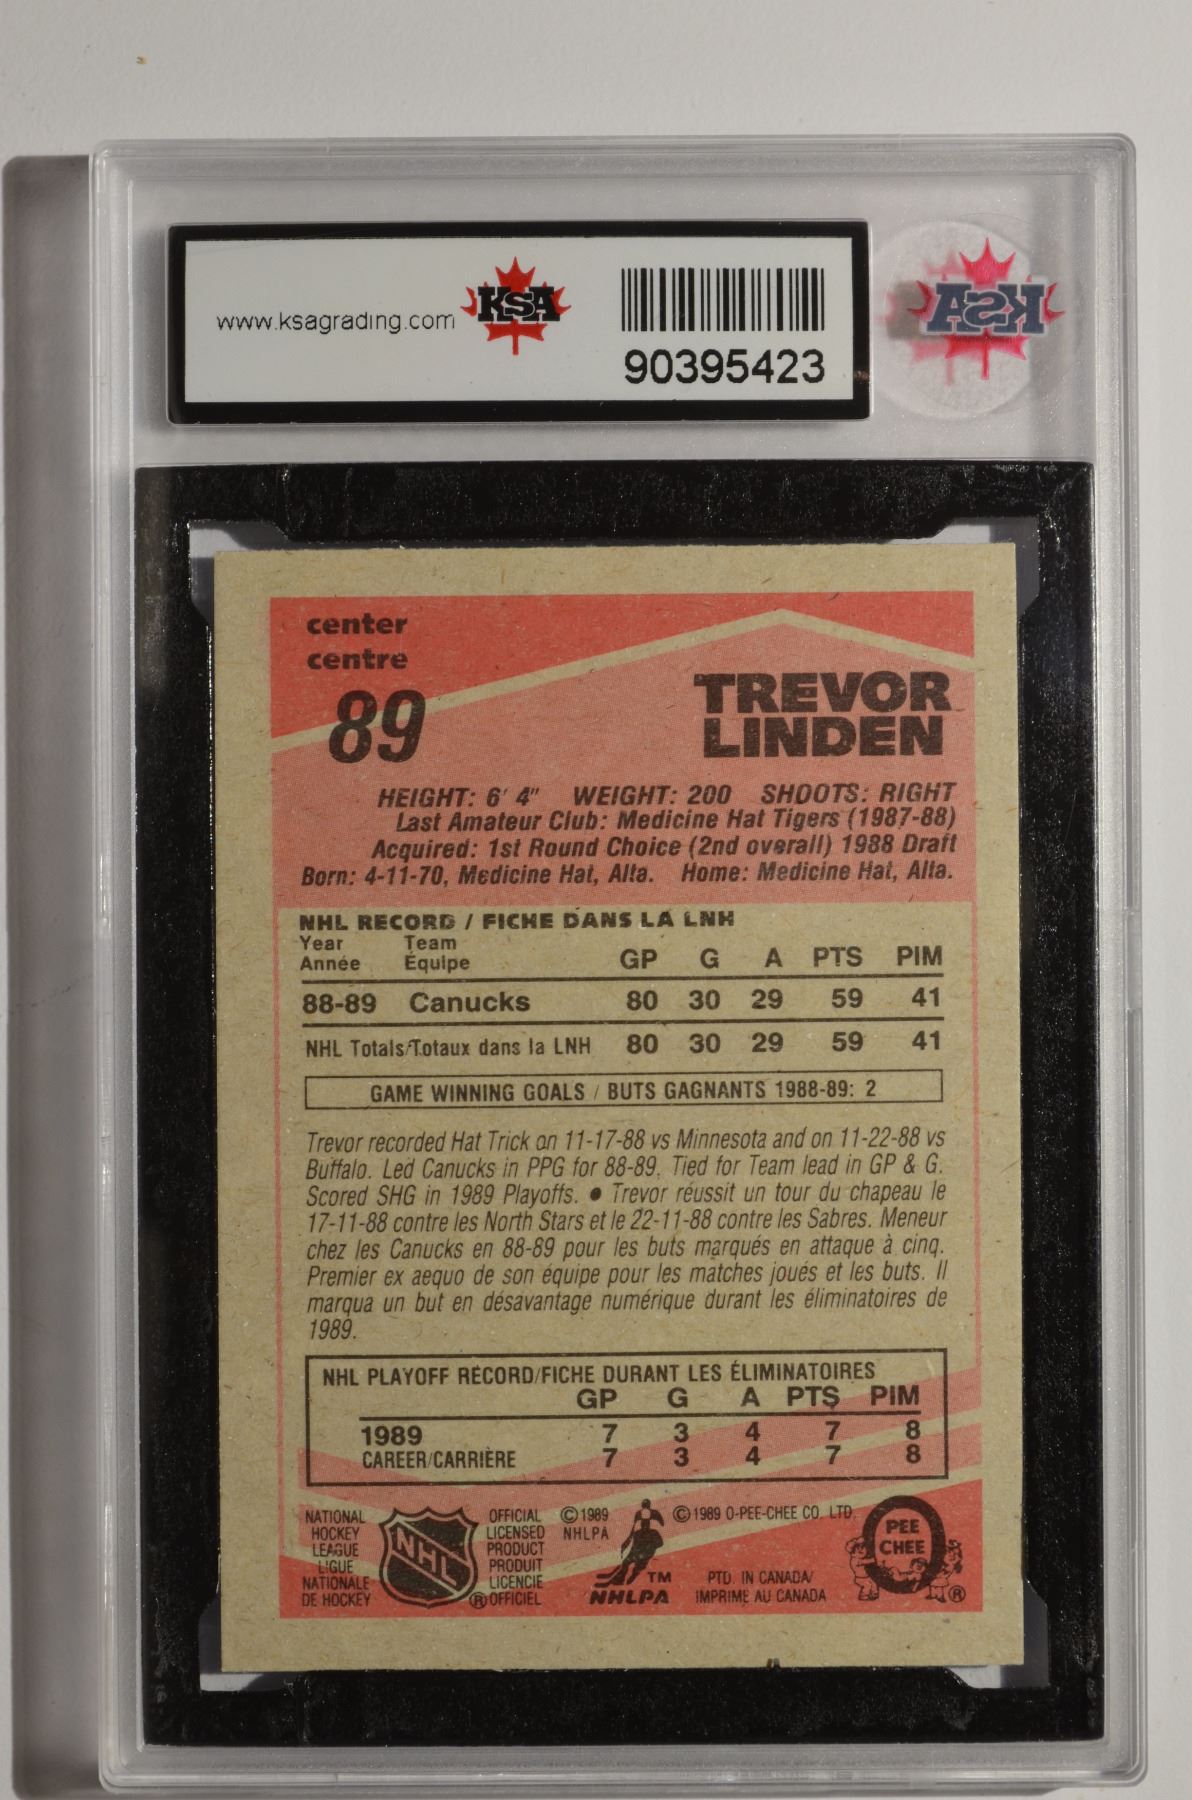 www.ksagrading.com
KSA
90395423
KSA
center
centre
89
TREVOR
LINDEN
HEIGHT: 6' 4" WEIGHT: 200 SHOOTS: RIGHT
Last Amateur Club: Medicine Hat Tigers (1987-88)
Acquired: 1st Round Choice (2nd overall) 1988 Draft
Born: 4-11-70, Medicine Hat, Alta. Home: Medicine Hat, Alta.
NHL RECORD / FICHE DANS LA LNH
Year Team
Année Équipe GP G A PTS PIM
88-89 Canucks 80 30 29 59 41
NHL Totals/Totaux dans la LNH 80 30 29 59 41
GAME WINNING GOALS / BUTS GAGNANTS 1988-89: 2
Trevor recorded Hat Trick on 11-17-88 vs Minnesota and on 11-22-88 vs
Buffalo. Led Canucks in PPG for 88-89. Tied for Team lead in GP & G.
Scored SHG in 1989 Playoffs. ● Trevor réussit un tour du chapeau le
17-11-88 contre les North Stars et le 22-11-88 contre les Sabres. Meneur
chez les Canucks en 88-89 pour les buts marqués en attaque à cinq.
Premier ex aequo de son équipe pour les matches joués et les buts. Il
marqua un but en désavantage numérique durant les éliminatoires de
1989.
NHL PLAYOFF RECORD/FICHE DURANT LES ÉLIMINATOIRES
GP G A PTS PIM
1989 7 3 4 7 8
CAREER/CARRIÈRE 7 3 4 7 8
NATIONAL
HOCKEY
LEAGUE
LIGUE
NATIONALE
DE HOCKEY
NHL
®
OFFICIAL
LICENSED
PRODUCT
PRODUIT
LICENCIE
OFFICIEL
©1989
NHLPA
TM
NHLPA
©1989 O-PEE-CHEE CO. LTD.
PTD. IN CANADA/
IMPRIMÉ AU CANADA
O
PEE
CHEE
®